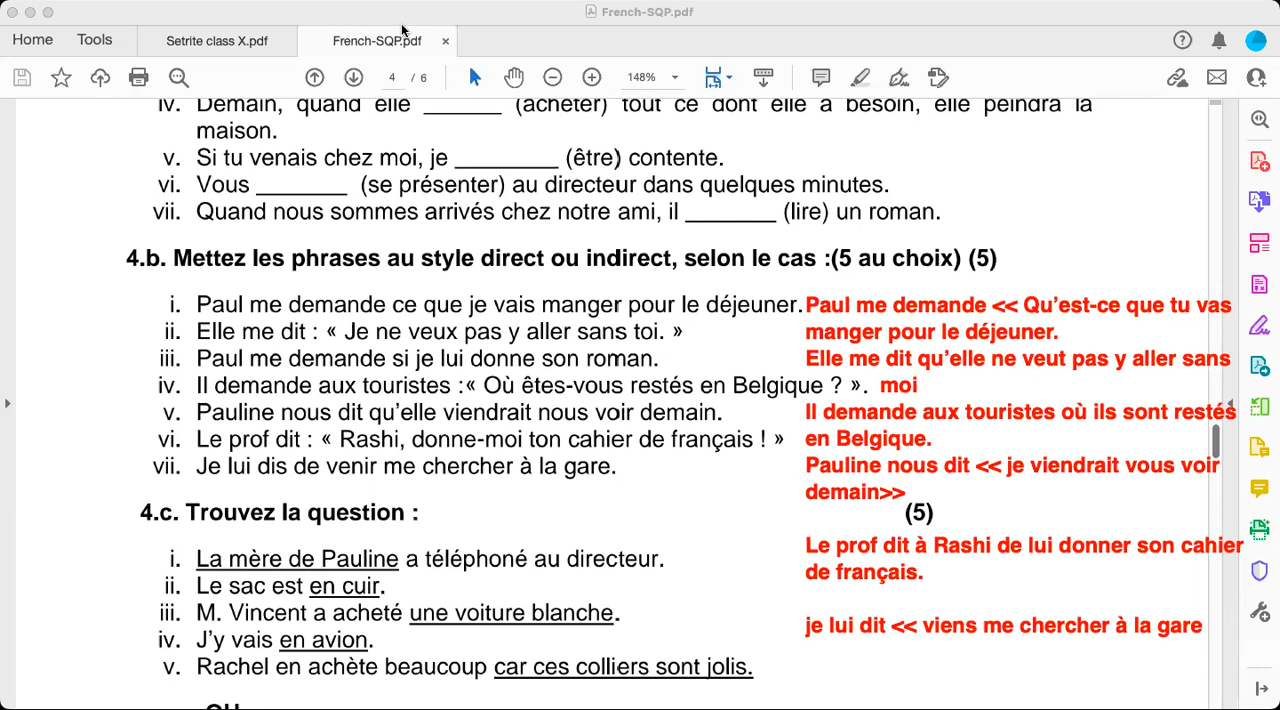 French-SQP.pdf
Home Tools Setrite class X.pdf French-SQP.pdf ×
4 / 6 148%
iv. Demain, quand elle ______ (acheter) tout ce dont elle a besoin, elle peindra la
maison.
v. Si tu venais chez moi, je ________ (être) contente.
vi. Vous _______ (se présenter) au directeur dans quelques minutes.
vii. Quand nous sommes arrivés chez notre ami, il _______ (lire) un roman.
4.b. Mettez les phrases au style direct ou indirect, selon le cas :(5 au choix) (5)
i. Paul me demande ce que je vais manger pour le déjeuner.
ii. Elle me dit : « Je ne veux pas y aller sans toi. »
iii. Paul me demande si je lui donne son roman.
iv. Il demande aux touristes :« Où êtes-vous restés en Belgique ? ».
v. Pauline nous dit qu'elle viendrait nous voir demain.
vi. Le prof dit : « Rashi, donne-moi ton cahier de français ! »
vii. Je lui dis de venir me chercher à la gare.
Paul me demande << Qu'est-ce que tu vas
manger pour le déjeuner.
Elle me dit qu'elle ne veut pas y aller sans
moi
Il demande aux touristes où ils sont restés
en Belgique.
Pauline nous dit << je viendrait vous voir
demain>>
4.c. Trouvez la question : (5)
i. La mère de Pauline a téléphoné au directeur.
ii. Le sac est en cuir.
iii. M. Vincent a acheté une voiture blanche.
iv. J'y vais en avion.
v. Rachel en achète beaucoup car ces colliers sont jolis.
Le prof dit à Rashi de lui donner son cahier
de français.
je lui dit << viens me chercher à la gare
OU